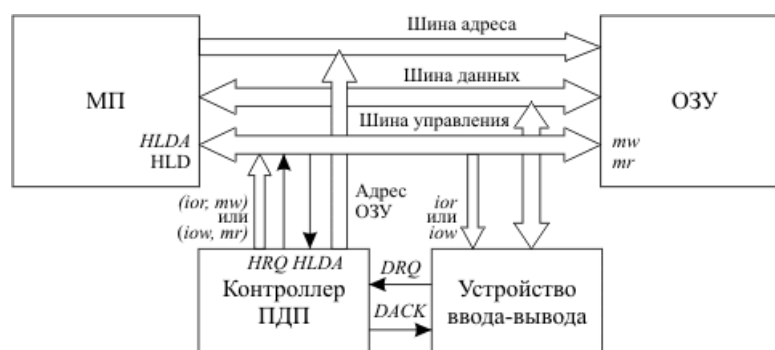 Шина адреса
Шина данных
МП
ОЗУ
Шина управления
HLDA
HLD
mw
mr
(ior, mw)
или
(iow, mr)
Адрес
ОЗУ
ior
или
iow
HRQ HLDA
DRQ
Контроллер
ПДП
DACK
Устройство
ввода-вывода